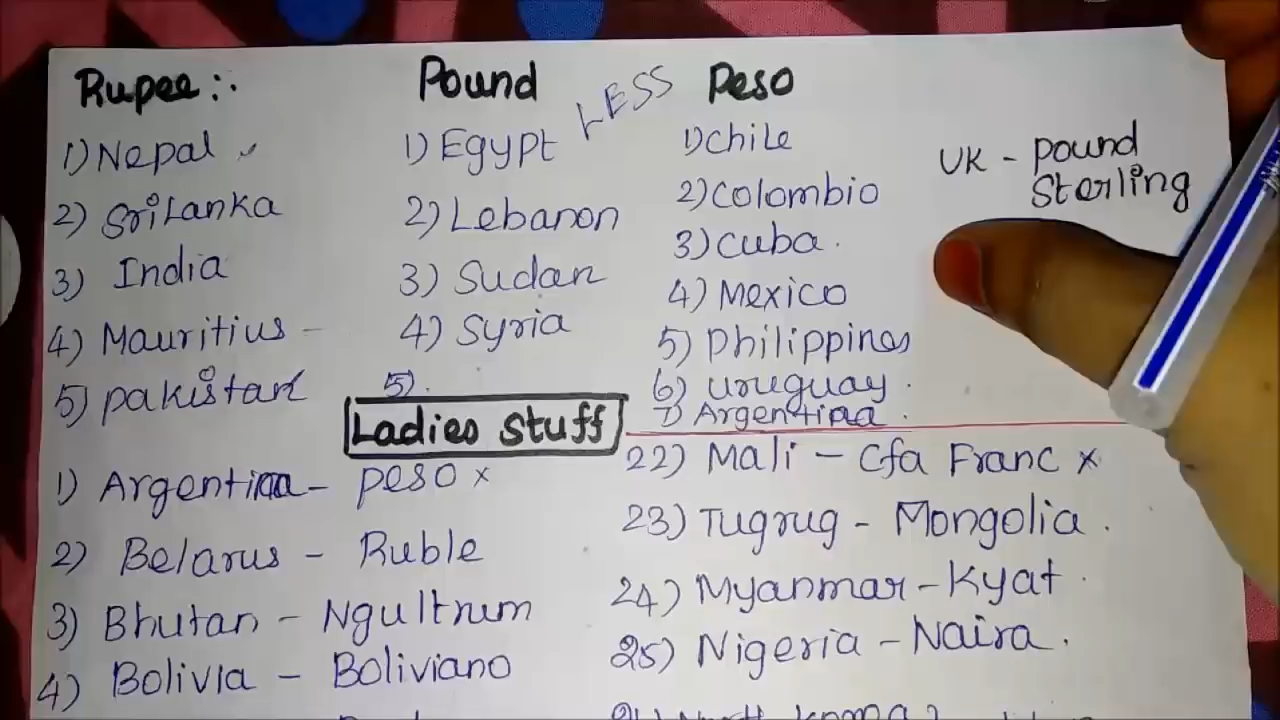 Rupee :-
1) Nepal
2) SriLanka
3) India
4) Mauritius -
5) pakistan
Pound
LESS
1) Egypt
2) Lebanon
3) Sudan
4) Syria
5).
Peso
1) chile
2) Colombio
3) Cuba.
4) Mexico
5) Philippines
6) Uruguay.
7) Argentina.
UK - pound
Sterling
Ladies Stuff
1) Argentina - peso x
2) Belarus - Ruble
3) Bhutan - Ngultrum
4) Bolivia - Boliviano
22) Mali - Cfa Franc x
23) Tugrug - Mongolia.
24) Myanmar - Kyat.
25) Nigeria - Naira.